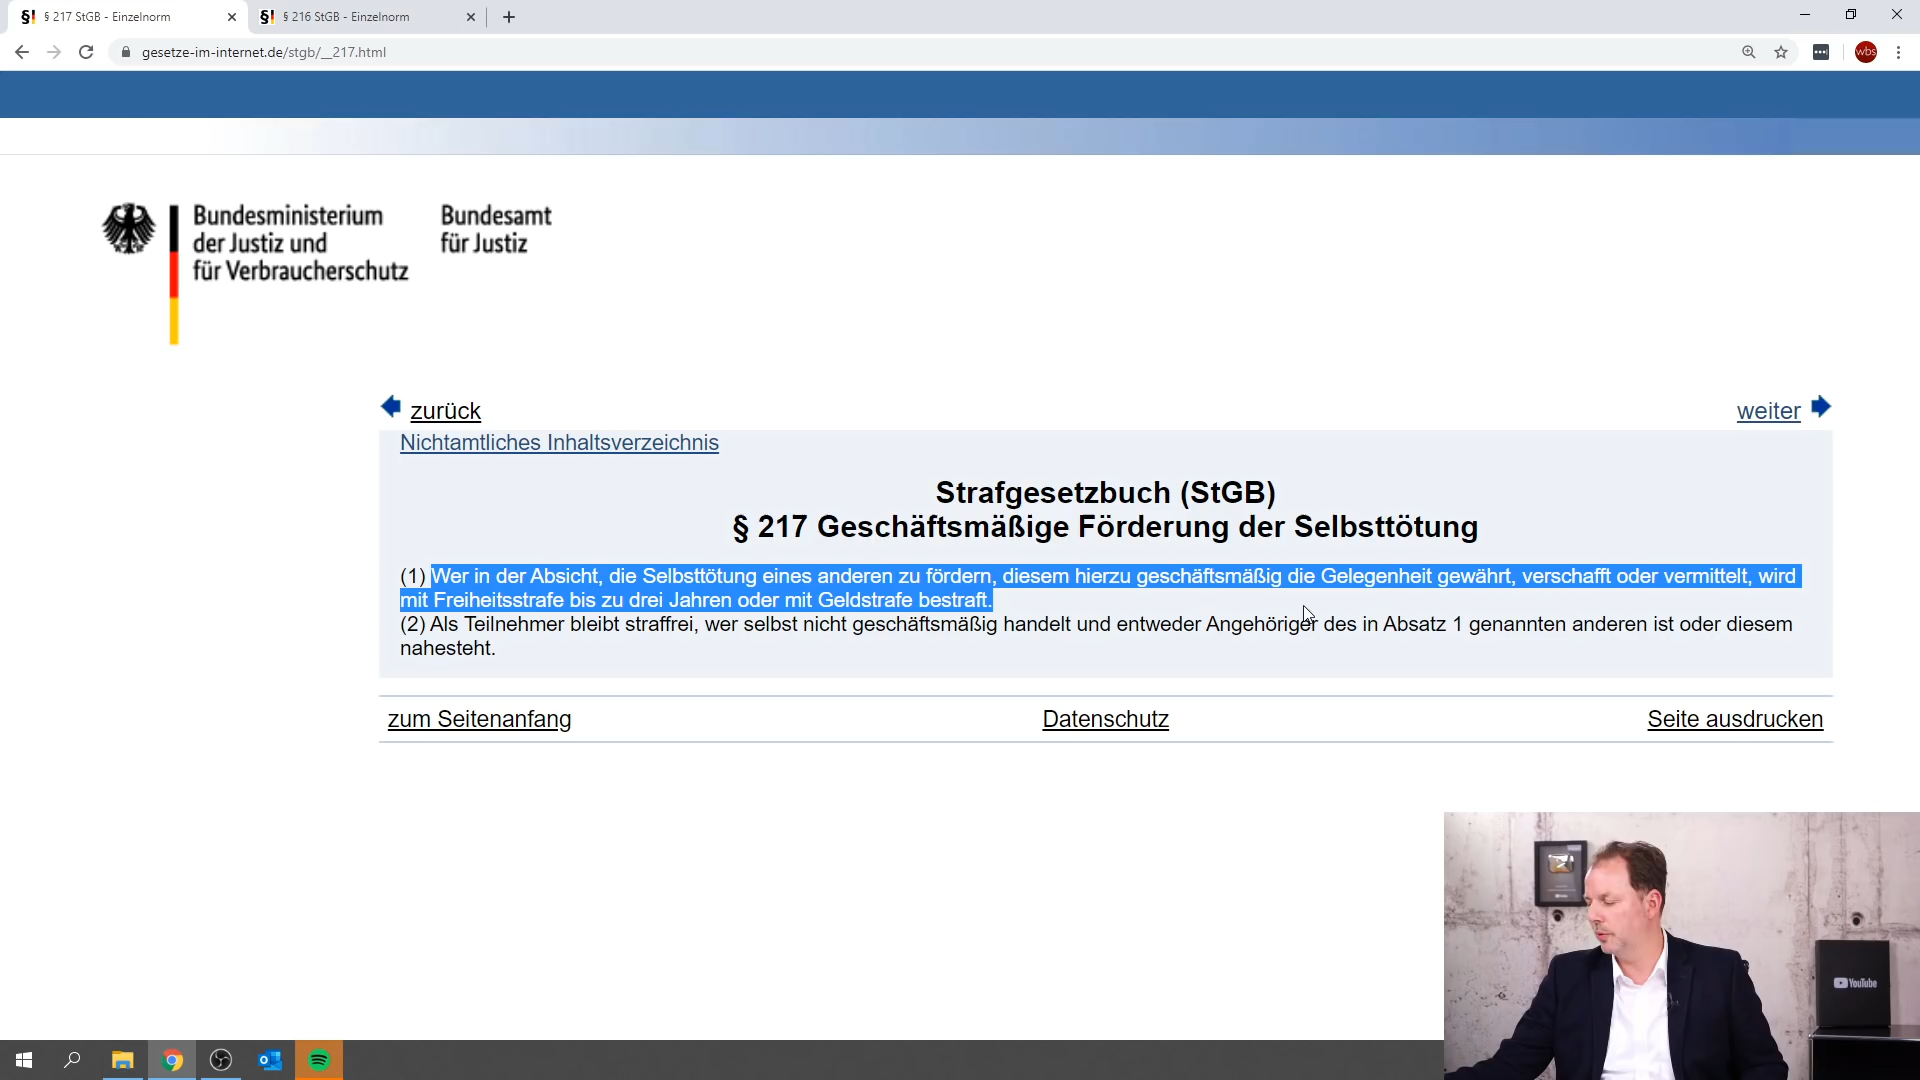 § 217 StGB - Einzelnorm
§ 216 StGB - Einzelnorm
gesetze-im-internet.de/stgb/__217.html
wbs
Bundesministerium
der Justiz und
für Verbraucherschutz
Bundesamt
für Justiz
zurück
weiter
Nichtamtliches Inhaltsverzeichnis
Strafgesetzbuch (StGB)
§ 217 Geschäftsmäßige Förderung der Selbsttötung
(1) Wer in der Absicht, die Selbsttötung eines anderen zu fördern, diesem hierzu geschäftsmäßig die Gelegenheit gewährt, verschafft oder vermittelt, wird
mit Freiheitsstrafe bis zu drei Jahren oder mit Geldstrafe bestraft.
(2) Als Teilnehmer bleibt straffrei, wer selbst nicht geschäftsmäßig handelt und entweder Angehöriger des in Absatz 1 genannten anderen ist oder diesem
nahesteht.
zum Seitenanfang
Datenschutz
Seite ausdrucken
YouTube